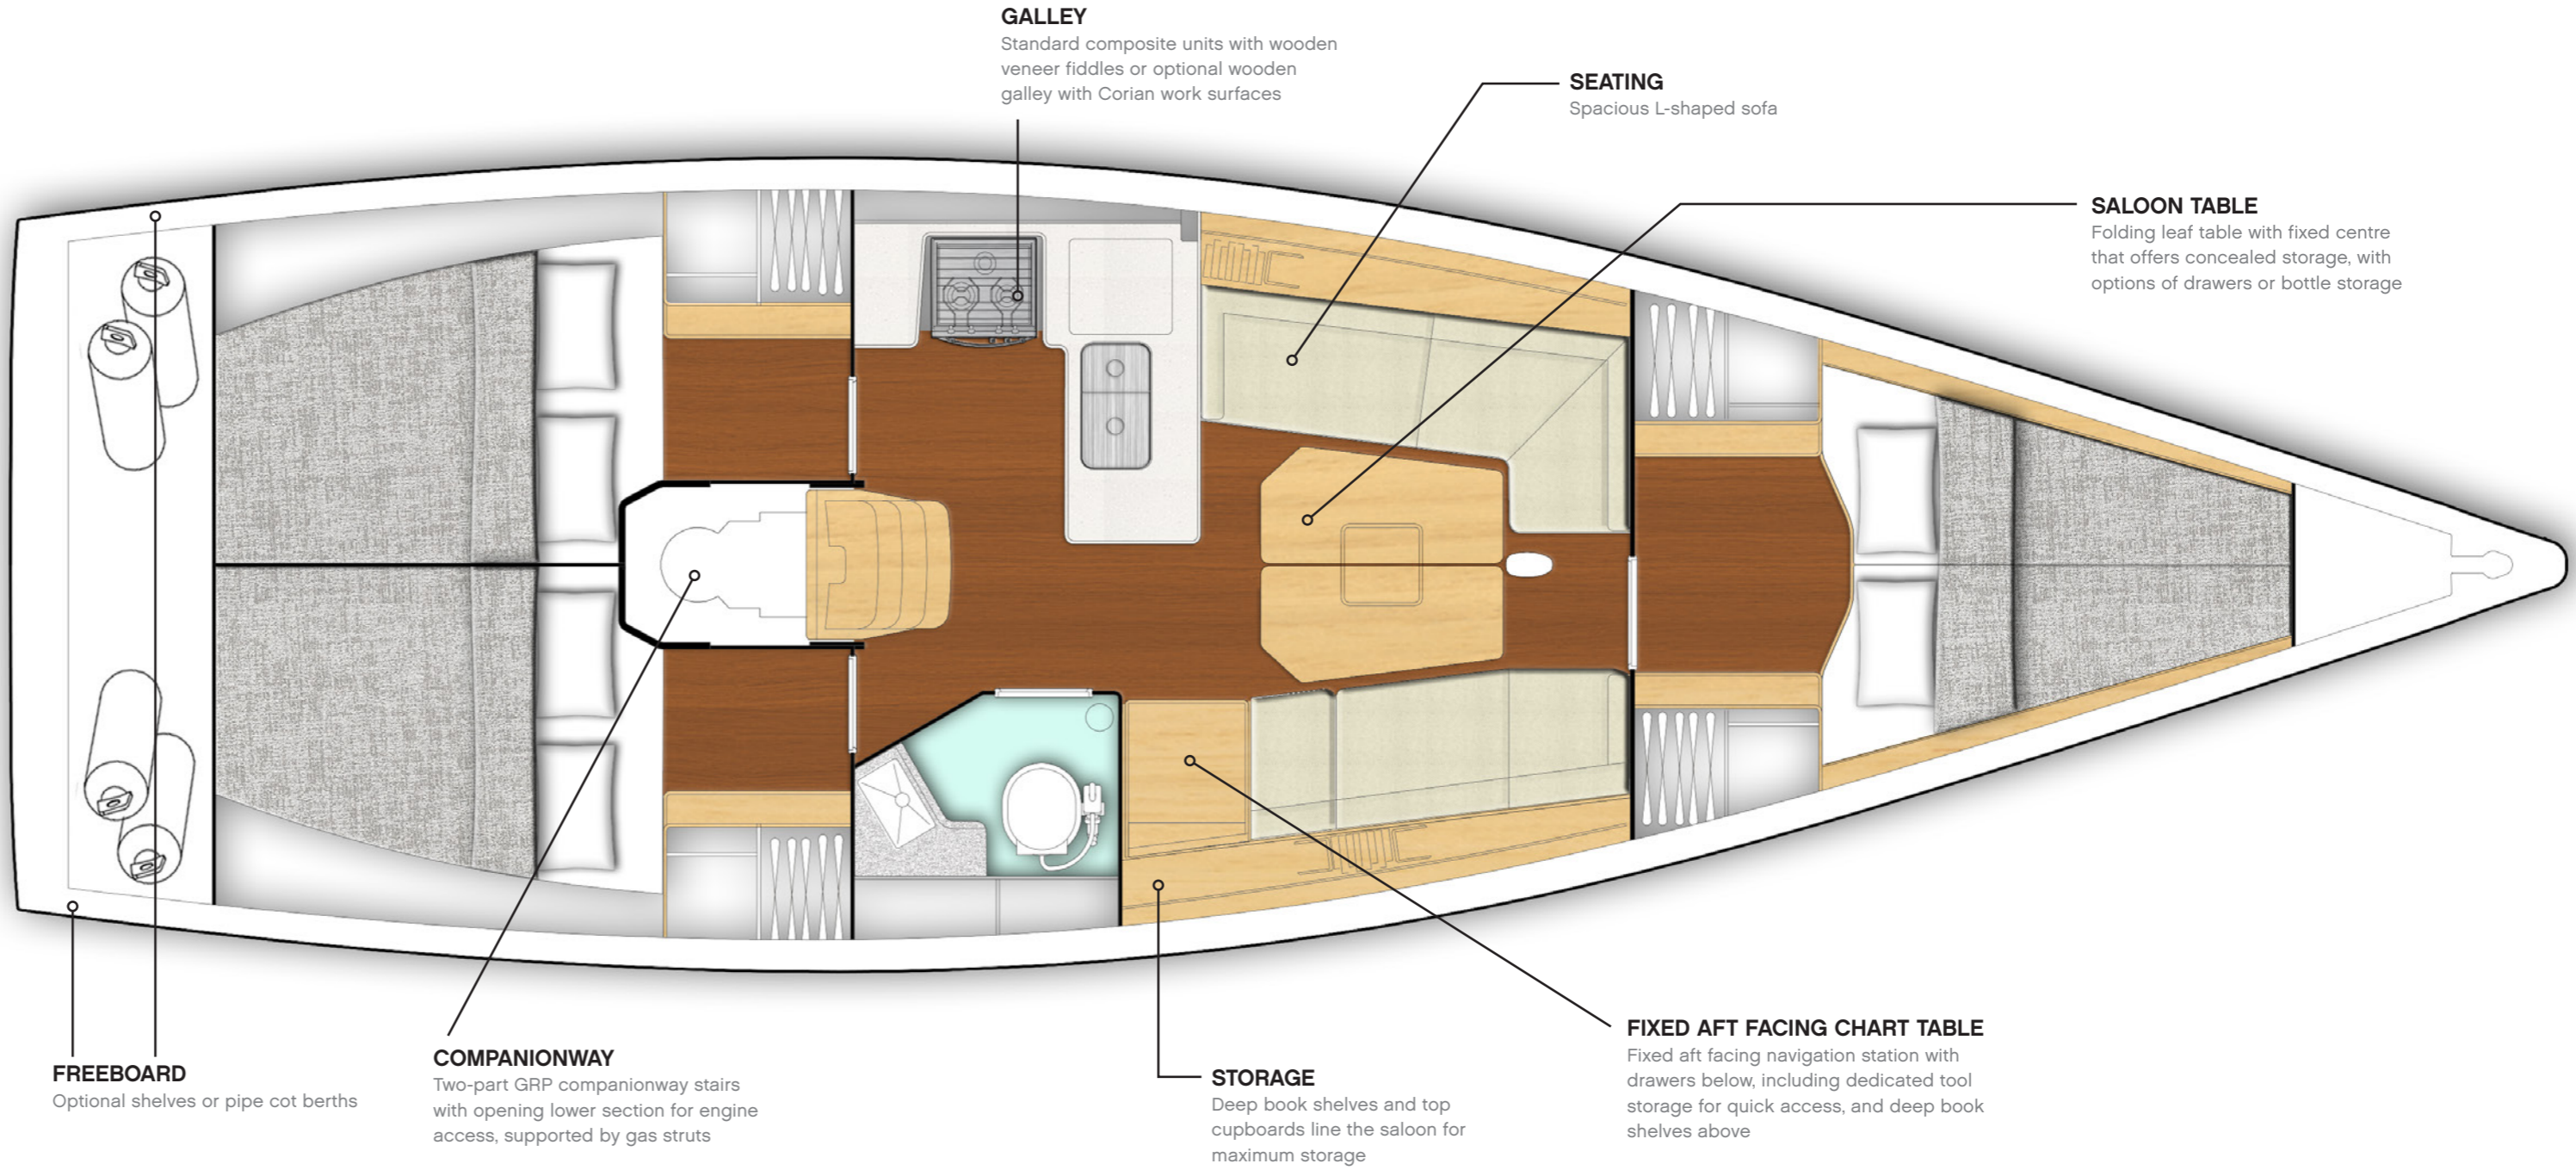 GALLEY
Standard composite units with wooden
veneer fiddles or optional wooden
galley with Corian work surfaces
SEATING
Spacious L-shaped sofa
SALOON TABLE
Folding leaf table with fixed centre
that offers concealed storage, with
options of drawers or bottle storage
FREEBOARD
Optional shelves or pipe cot berths
COMPANIONWAY
Two-part GRP companionway stairs
with opening lower section for engine
access, supported by gas struts
STORAGE
Deep book shelves and top
cupboards line the saloon for
maximum storage
FIXED AFT FACING CHART TABLE
Fixed aft facing navigation station with
drawers below, including dedicated tool
storage for quick access, and deep book
shelves above